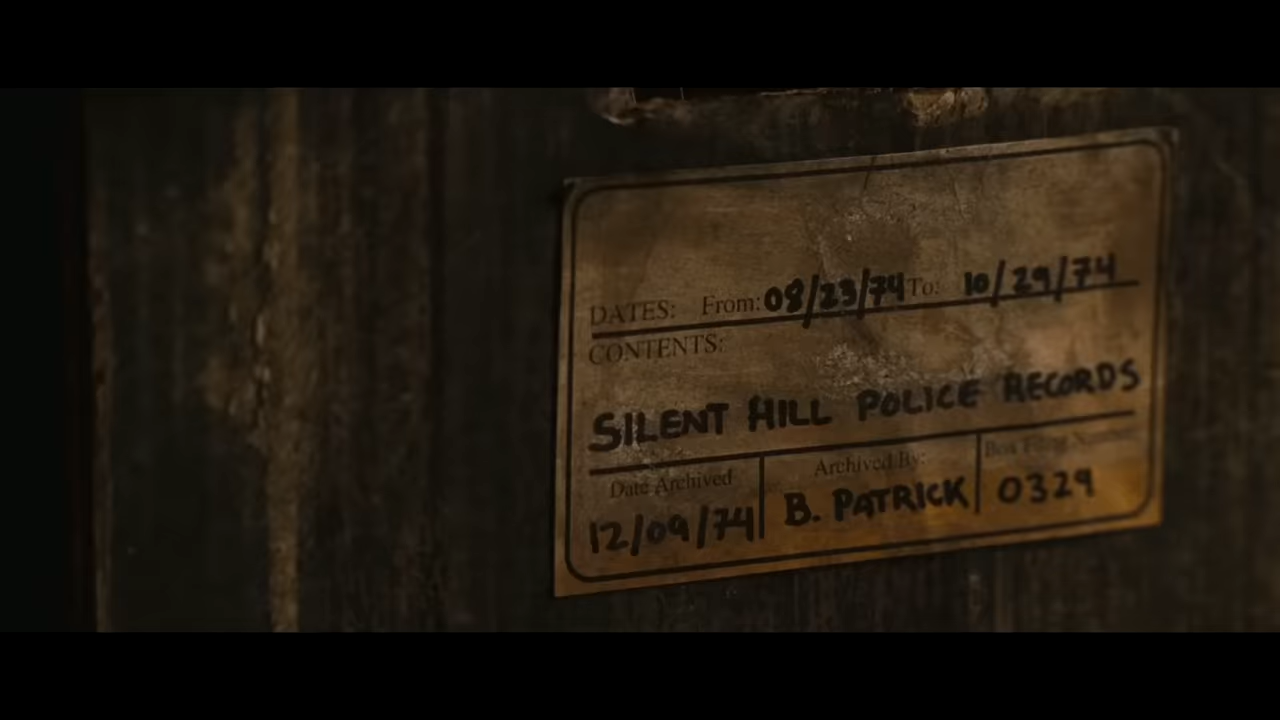 DATES: From: 08/23/74 To: 10/29/74
CONTENTS:
SILENT HILL POLICE RECORDS
Date Archived Archived By: Box Filing Number
12/09/74 B. PATRICK 0329